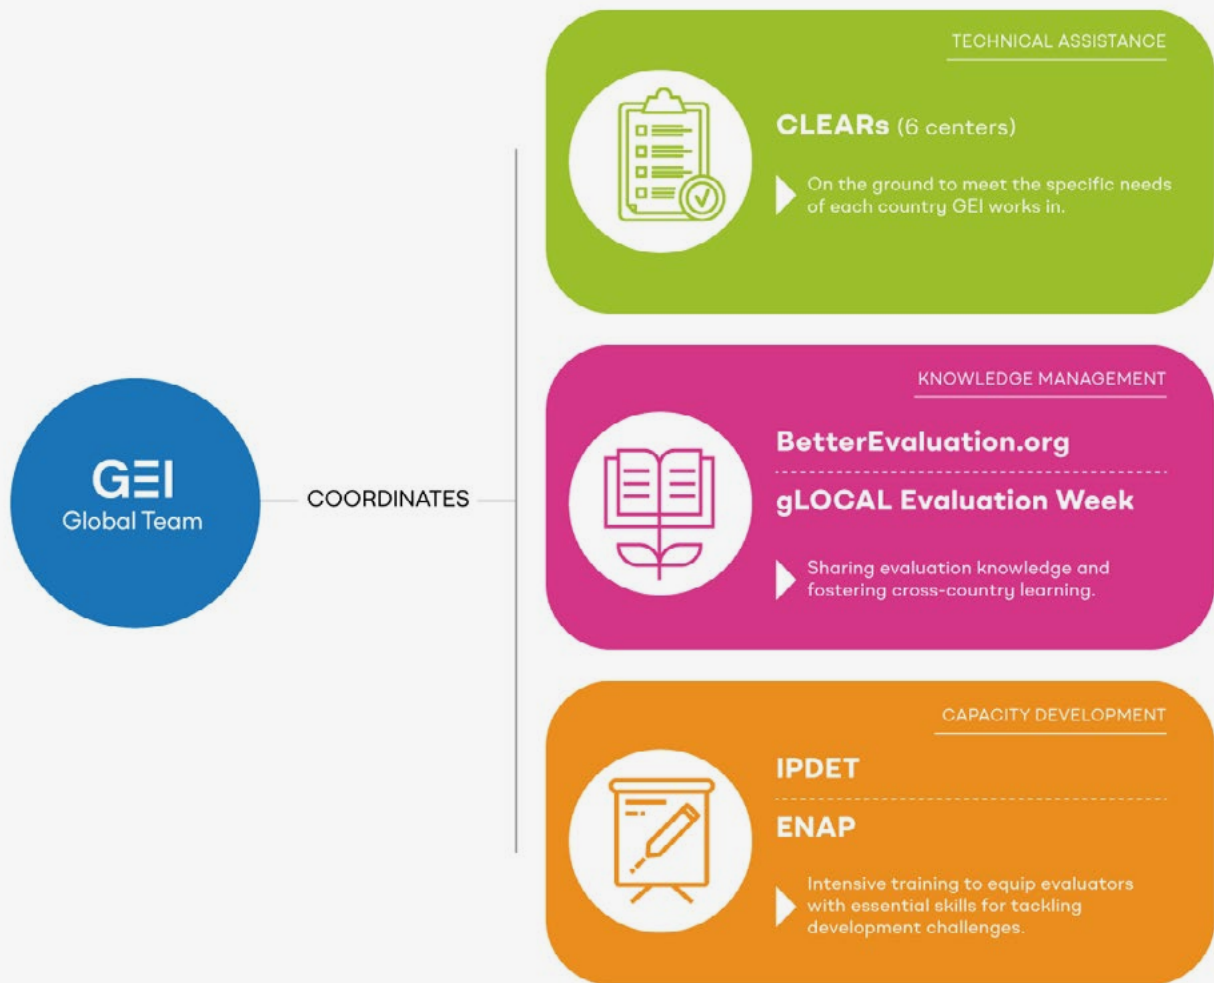 GEI
Global Team
COORDINATES
TECHNICAL ASSISTANCE
CLEARs (6 centers)
On the ground to meet the specific needs
of each country GEI works in.
KNOWLEDGE MANAGEMENT
BetterEvaluation.org
gLOCAL Evaluation Week
Sharing evaluation knowledge and
fostering cross-country learning.
CAPACITY DEVELOPMENT
IPDET
ENAP
Intensive training to equip evaluators
with essential skills for tackling
development challenges.